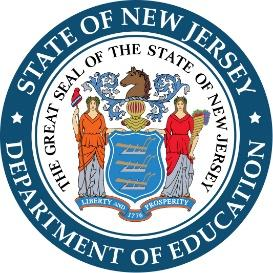 STATE OF NEW JERSEY
THE GREAT SEAL OF THE STATE OF NEW JERSEY
LIBERTY AND PROSPERITY
1776
DEPARTMENT OF EDUCATION